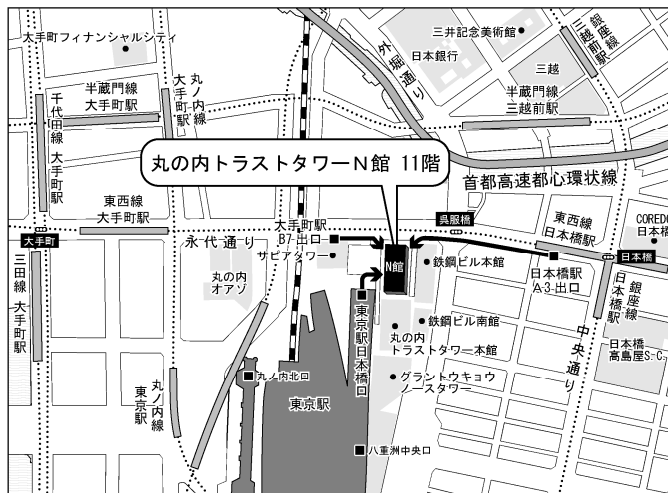 大手町フィナンシャルシティ
三井記念美術館
日本銀行
外堀通り
三越
銀座線
三越前駅
半蔵門線
大手町駅
丸ノ内線
大手町駅
半蔵門線
三越前駅
千代田線 大手町駅
丸の内トラストタワーN館 11階
首都高速都心環状線
東西線
大手町駅
大手町
永代通り
大手町駅
B7出口
サピアタワー
呉服橋
東西線
日本橋駅
COREDO
日本橋
日本橋
三田線 大手町駅
丸の内
オアゾ
N館
鉄鋼ビル本館
日本橋駅
A-3出口
銀座線
日本橋駅
東京駅日本橋口
鉄鋼ビル南館
丸の内
トラストタワー本館
中央通り
日本橋
高島屋S.C.
丸ノ内線
東京駅
丸ノ内北口
東京駅
グラントウキョウ
ノースタワー
八重洲中央口